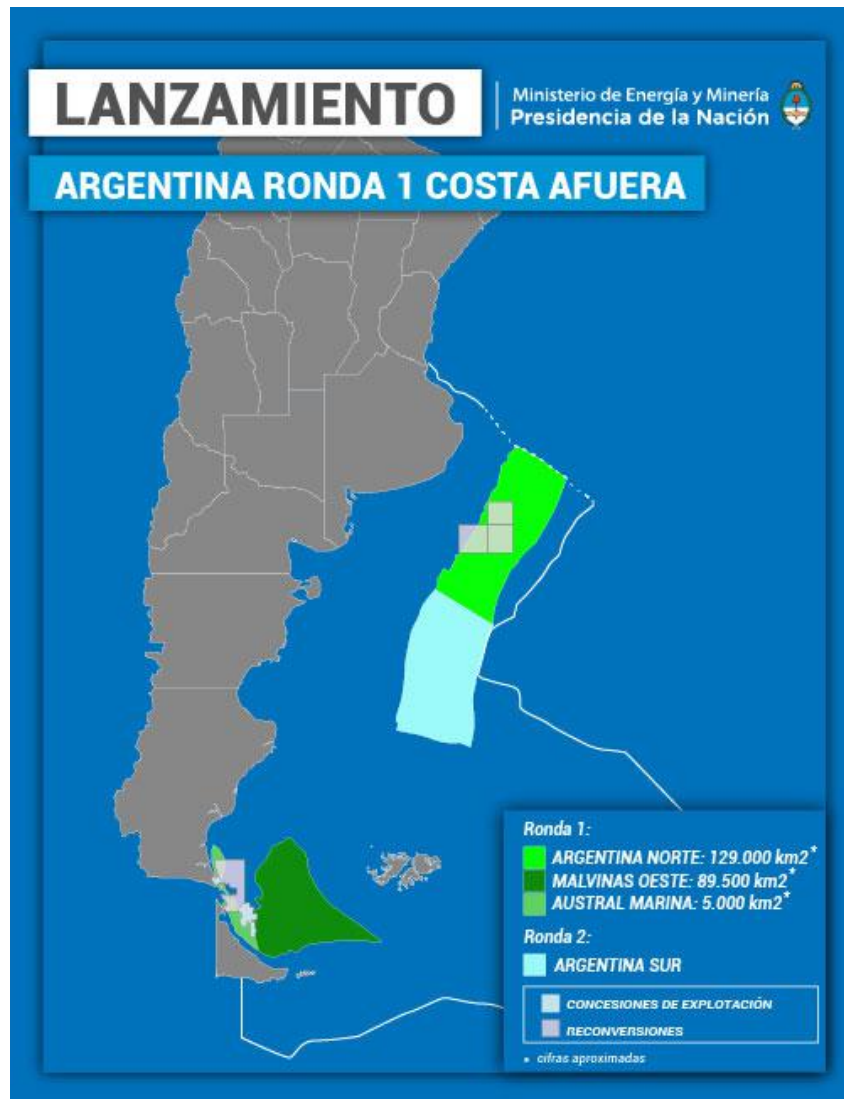 LANZAMIENTO
Ministerio de Energía y Minería
Presidencia de la Nación
ARGENTINA RONDA 1 COSTA AFUERA
Ronda 1:
ARGENTINA NORTE: 129.000 km2*
MALVINAS OESTE: 89.500 km2*
AUSTRAL MARINA: 5.000 km2*
Ronda 2:
ARGENTINA SUR
CONCESIONES DE EXPLOTACIÓN
RECONVERSIONES
* cifras aproximadas